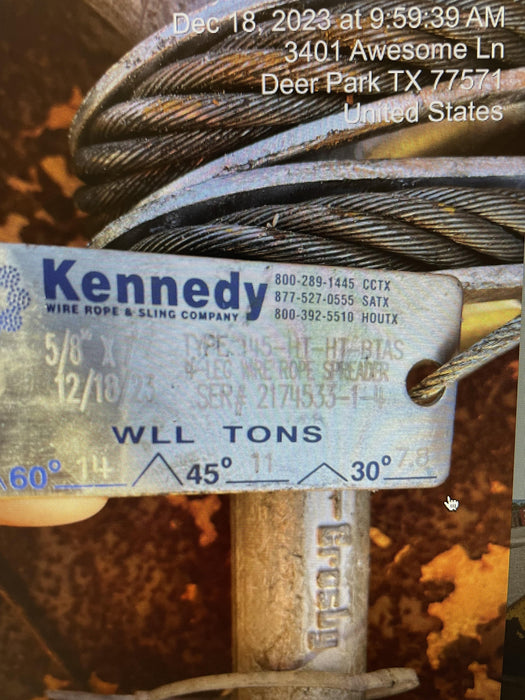 Dec 18, 2023 at 9:59:39 AM
3401 Awesome Ln
Deer Park TX 77571
United States
Kennedy
WIRE ROPE & SLING COMPANY
800-289-1445 CCTX
877-527-0555 SATX
800-392-5510 HOUTX
5/8" X 7' TYPE 145-HT-HT-BTAS
4-LEG WIRE ROPE SPREADER
12/18/23 SER# 2174533-1-4
WLL TONS
60° 14 45° 11 30° 7.8
Crosby